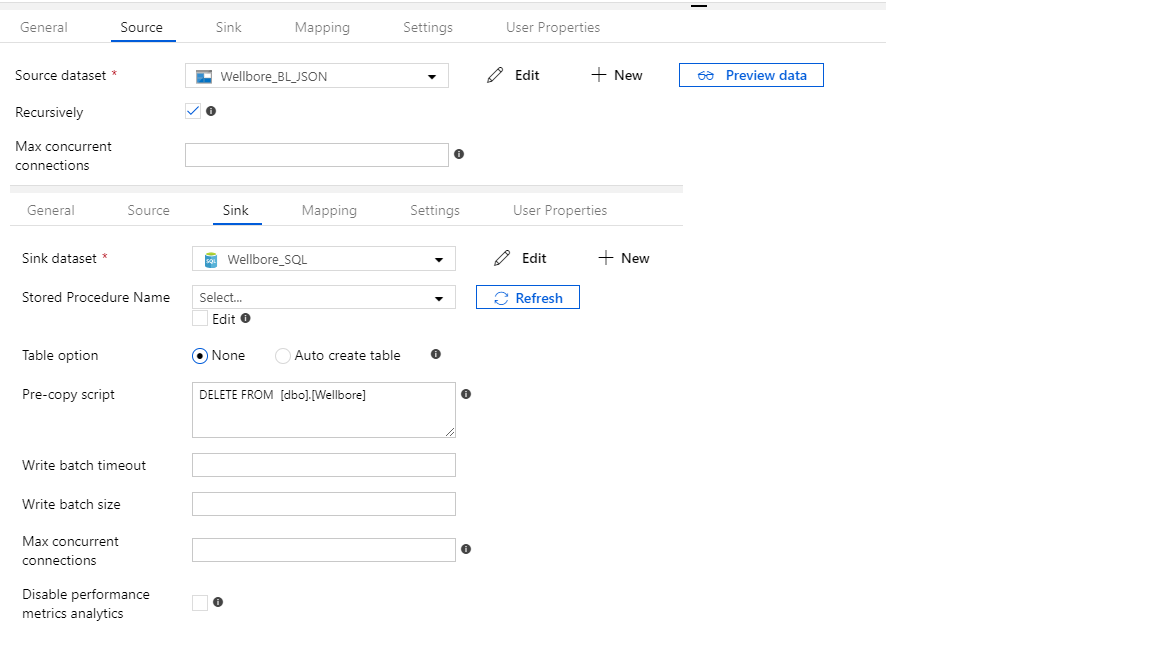 General Source Sink Mapping Settings User Properties
Source dataset * Wellbore_BL_JSON Edit New Preview data
Recursively
Max concurrent
connections
General Source Sink Mapping Settings User Properties
Sink dataset * Wellbore_SQL Edit New
Stored Procedure Name Select... Refresh
Edit
Table option None Auto create table
Pre-copy script DELETE FROM [dbo].[Wellbore]
Write batch timeout
Write batch size
Max concurrent
connections
Disable performance
metrics analytics